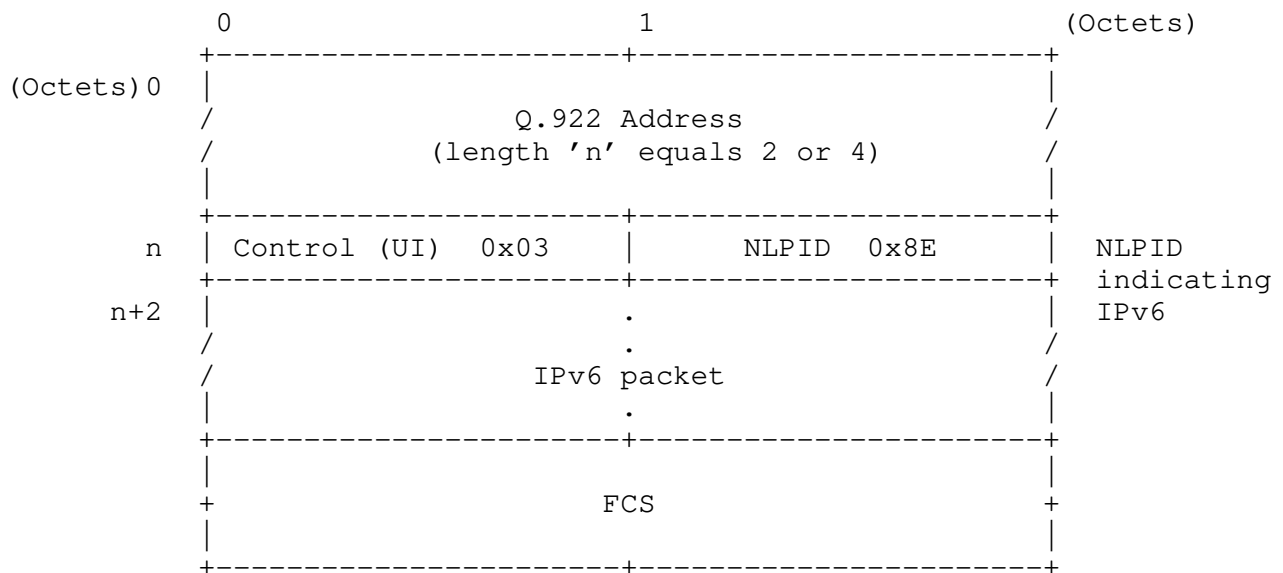 0                         1                         (Octets)
            +-----------------------+-----------------------+
(Octets)0   |                                               |
            /                 Q.922 Address                 /
            /            (length 'n' equals 2 or 4)         /
            |                                               |
            +-----------------------+-----------------------+
        n   | Control (UI)  0x03    |      NLPID  0x8E      |  NLPID
            +-----------------------+-----------------------+  indicating
      n+2   |                       .                       |  IPv6
            /                       .                       /
            /                  IPv6 packet                  /
            |                       .                       |
            +-----------------------+-----------------------+
            |                                               |
            +                      FCS                      +
            |                                               |
            +-----------------------+-----------------------+